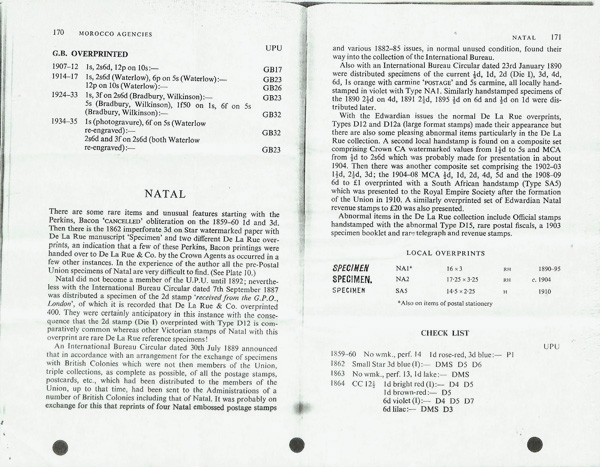 170 MOROCCO AGENCIES
UPU
G.B. OVERPRINTED
1907–12 1s, 2s6d, 12p on 10s:— GB17
1914–17 1s, 2s6d (Waterlow), 6p on 5s (Waterlow):— GB23
12p on 10s (Waterlow):— GB26
1924–33 1s, 3f on 2s6d (Bradbury, Wilkinson):— GB23
5s (Bradbury, Wilkinson), 1f50 on 1s, 6f on 5s
(Bradbury, Wilkinson):— GB32
1934–35 1s (photogravure), 6f on 5s (Waterlow
re-engraved):— GB32
2s6d and 3f on 2s6d (both Waterlow
re-engraved):— GB23
NATAL
There are some rare items and unusual features starting with the
Perkins, Bacon 'CANCELLED' obliteration on the 1859–60 1d and 3d.
Then there is the 1862 imperforate 3d on Star watermarked paper with
De La Rue manuscript 'Specimen' and two different De La Rue over-
prints, an indication that a few of these Perkins, Bacon printings were
handed over to De La Rue & Co. by the Crown Agents as occurred in a
few other instances. In the experience of the author all the pre-Postal
Union specimens of Natal are very difficult to find. (See Plate 10.)
Natal did not become a member of the U.P.U. until 1892; neverthe-
less with the International Bureau Circular dated 7th September 1887
was distributed a specimen of the 2d stamp 'received from the G.P.O.,
London', of which it is recorded that De La Rue & Co. overprinted
400. They were certainly anticipatory in this instance with the conse-
quence that the 2d stamp (Die I) overprinted with Type D12 is com-
paratively common whereas other Victorian stamps of Natal with this
overprint are rare De La Rue reference specimens!
An International Bureau Circular dated 30th July 1889 announced
that in accordance with an arrangement for the exchange of specimens
with British Colonies which were not then members of the Union,
triple collections, as complete as possible, of all the postage stamps,
postcards, etc., which had been distributed to the members of the
Union, up to that time, had been sent to the Administrations of a
number of British Colonies including that of Natal. It was probably on
exchange for this that reprints of four Natal embossed postage stamps
NATAL 171
and various 1882–85 issues, in normal unused condition, found their
way into the collection of the International Bureau.
Also with an International Bureau Circular dated 23rd January 1890
were distributed specimens of the current ½d, 1d, 2d (Die I), 3d, 4d,
6d, 1s orange with carmine 'POSTAGE' and 5s carmine, all locally hand-
stamped in violet with Type NA1. Similarly handstamped specimens of
the 1890 2½d on 4d, 1891 2½d, 1895 ½d on 6d and ½d on 1d were dis-
tributed later.
With the Edwardian issues the normal De La Rue overprints,
Types D12 and D12a (large format stamps) made their appearance but
there are also some pleasing abnormal items particularly in the De La
Rue collection. A second local handstamp is found on a composite set
comprising Crown CA watermarked values from 1½d to 5s and MCA
from ½d to 2s6d which was probably made for presentation in about
1904. Then there was another composite set comprising the 1902–03
1½d, 2½d, 3d; the 1904–08 MCA ½d, 1d, 2d, 4d, 5d and the 1908–09
6d to £1 overprinted with a South African handstamp (Type SA5)
which was presented to the Royal Empire Society after the formation
of the Union in 1910. A similarly overprinted set of Edwardian Natal
revenue stamps to £20 was also presented.
Abnormal items in the De La Rue collection include Official stamps
handstamped with the abnormal Type D15, rare postal fiscals, a 1903
specimen booklet and rare telegraph and revenue stamps.
LOCAL OVERPRINTS
SPECIMEN NA1* 16 × 3 RH 1890–95
SPECIMEN. NA2 17·25 × 3·25 RH c. 1904
SPECIMEN SA5 14·5 × 2·25 H 1910
*Also on items of postal stationery
CHECK LIST
UPU
1859–60 No wmk., perf. 14 1d rose-red, 3d blue:— P1
1862 Small Star 3d blue (I):— DMS D5 D6
1863 No wmk., perf. 13, 1d lake:— DMS
1864 CC 12½ 1d bright red (I):— D4 D5
1d brown-red:— D5
6d violet (I):— D4 D5 D7
6d lilac:— DMS D3